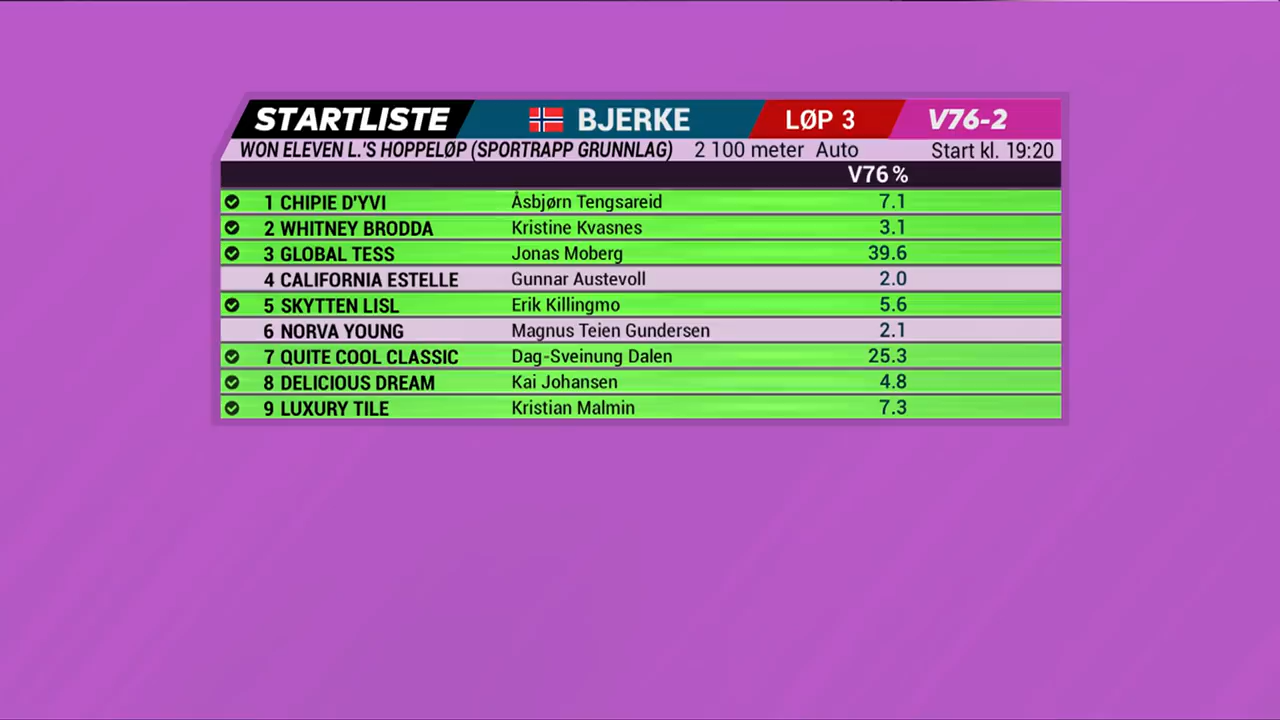 STARTLISTE BJERKE LØP 3 V76-2
WON ELEVEN L.'S HOPPELØP (SPORTRAPP GRUNNLAG) 2 100 meter Auto Start kl. 19:20
V76%
1 CHIPIE D'YVI Åsbjørn Tengsareid 7.1
2 WHITNEY BRODDA Kristine Kvasnes 3.1
3 GLOBAL TESS Jonas Moberg 39.6
4 CALIFORNIA ESTELLE Gunnar Austevoll 2.0
5 SKYTTEN LISL Erik Killingmo 5.6
6 NORVA YOUNG Magnus Teien Gundersen 2.1
7 QUITE COOL CLASSIC Dag-Sveinung Dalen 25.3
8 DELICIOUS DREAM Kai Johansen 4.8
9 LUXURY TILE Kristian Malmin 7.3